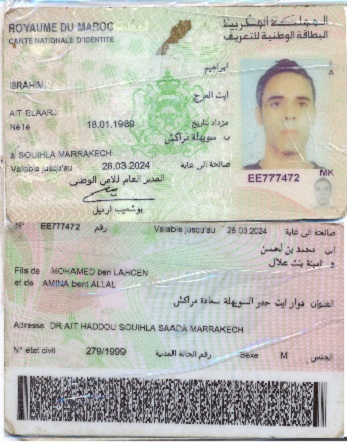 ROYAUME DU MAROC
المملكة المغربية
CARTE NATIONALE D'IDENTITE
البطاقة الوطنية للتعريف
ابراهيم
IBRAHIM
ايت العرج
AIT ELAARJ
Né le 18.01.1989 مزداد بتاريخ
ب سويهلة مراكش
à SOUIHLA MARRAKECH
Valable jusqu'au 28.03.2024 صالحة الى غاية
المدير العام للأمن الوطني
بوشعيب ارميل
EE777472
MK
N° EE777472 رقم Valable jusqu'au 28.03.2024 صالحة الى غاية
ابن محمد بن لحسن
و امينة بنت علال
Fils de MOHAMED ben LAHCEN
et de AMINA bent ALLAL
العنوان دوار ايت حدو السويهلة سعادة مراكش
Adresse DR AIT HADDOU SOUIHLA SAADA MARRAKECH
N° état civil 279/1999 رقم الحالة المدنية Sexe M الجنس